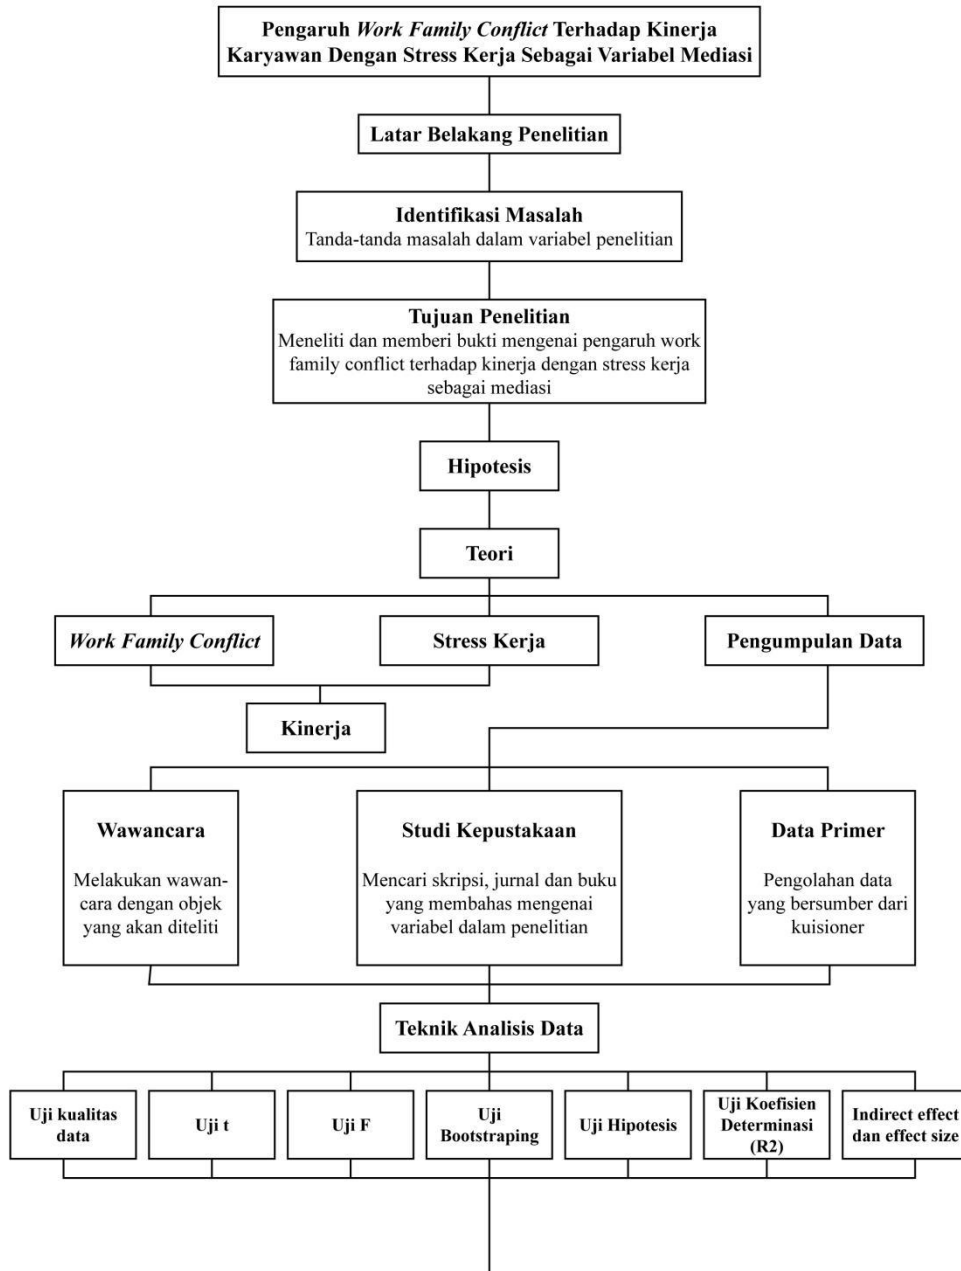 Pengaruh Work Family Conflict Terhadap Kinerja
Karyawan Dengan Stress Kerja Sebagai Variabel Mediasi
Latar Belakang Penelitian
Identifikasi Masalah
Tanda-tanda masalah dalam variabel penelitian
Tujuan Penelitian
Meneliti dan memberi bukti mengenai pengaruh work
family conflict terhadap kinerja dengan stress kerja
sebagai mediasi
Hipotesis
Teori
Work Family Conflict
Stress Kerja
Pengumpulan Data
Kinerja
Wawancara
Melakukan wawan-
cara dengan objek
yang akan diteliti
Studi Kepustakaan
Mencari skripsi, jurnal dan buku
yang membahas mengenai
variabel dalam penelitian
Data Primer
Pengolahan data
yang bersumber dari
kuisioner
Teknik Analisis Data
Uji kualitas
data
Uji t
Uji F
Uji
Bootstraping
Uji Hipotesis
Uji Koefisien
Determinasi
(R2)
Indirect effect
dan effect size